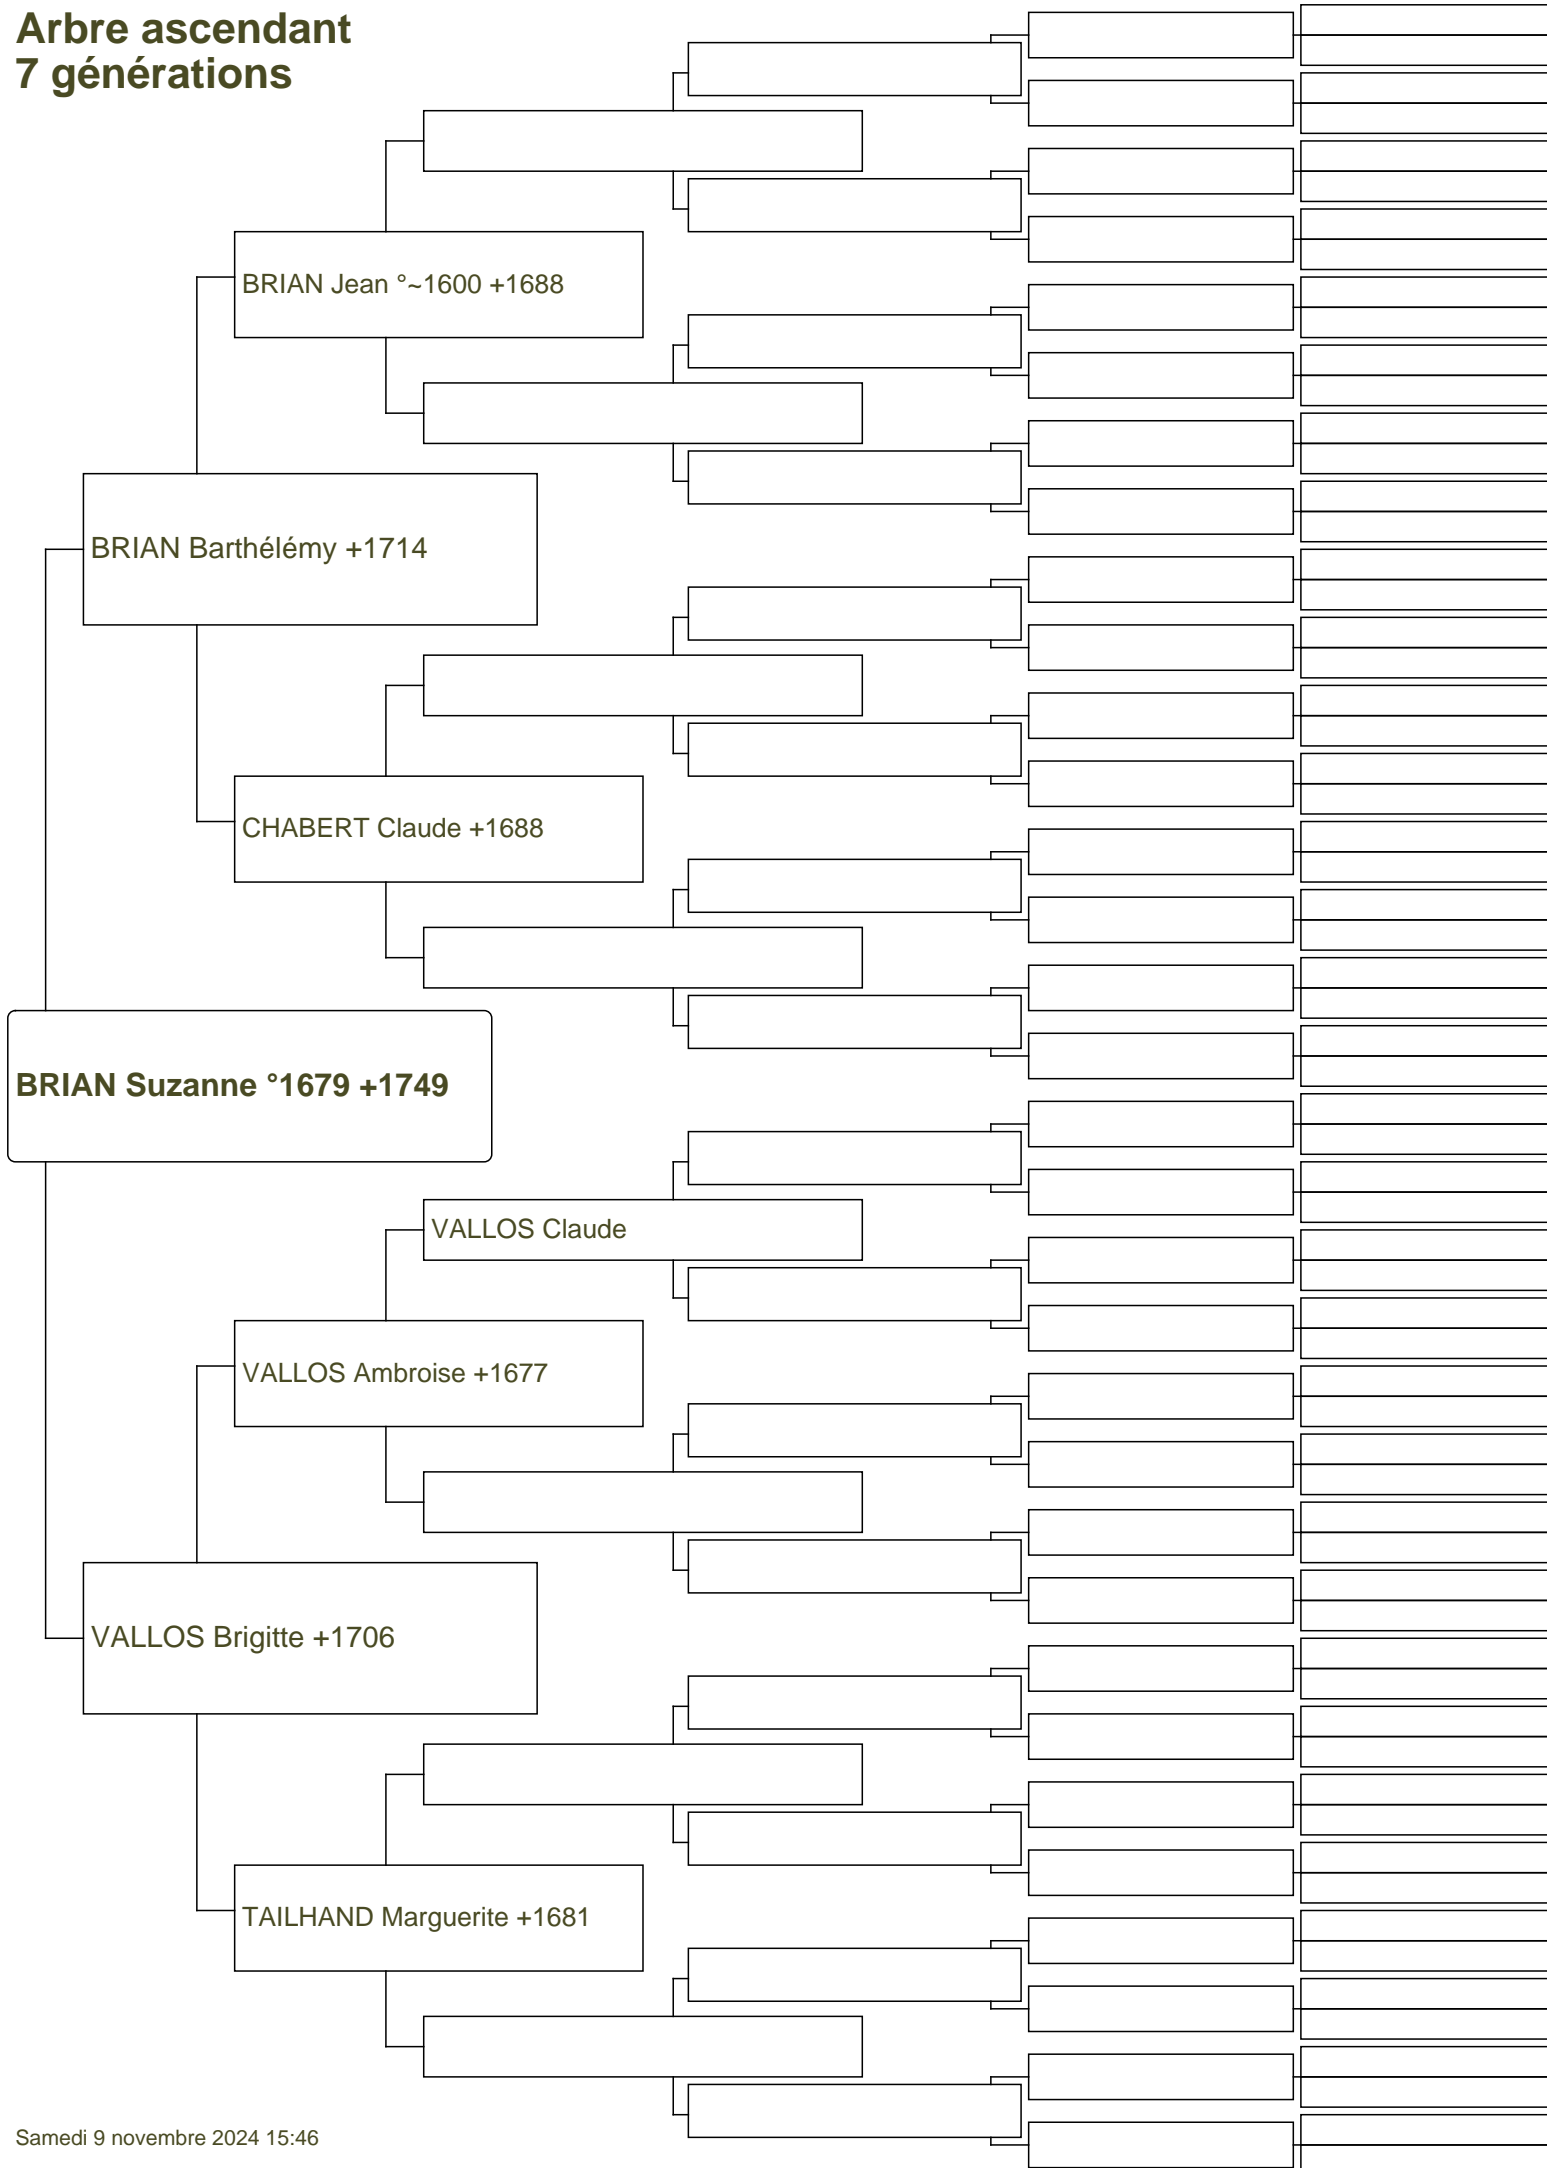 Arbre ascendant
7 générations
BRIAN Jean °~1600 +1688
BRIAN Barthélémy +1714
CHABERT Claude +1688
BRIAN Suzanne °1679 +1749
VALLOS Claude
VALLOS Ambroise +1677
VALLOS Brigitte +1706
TAILHAND Marguerite +1681
Samedi 9 novembre 2024 15:46